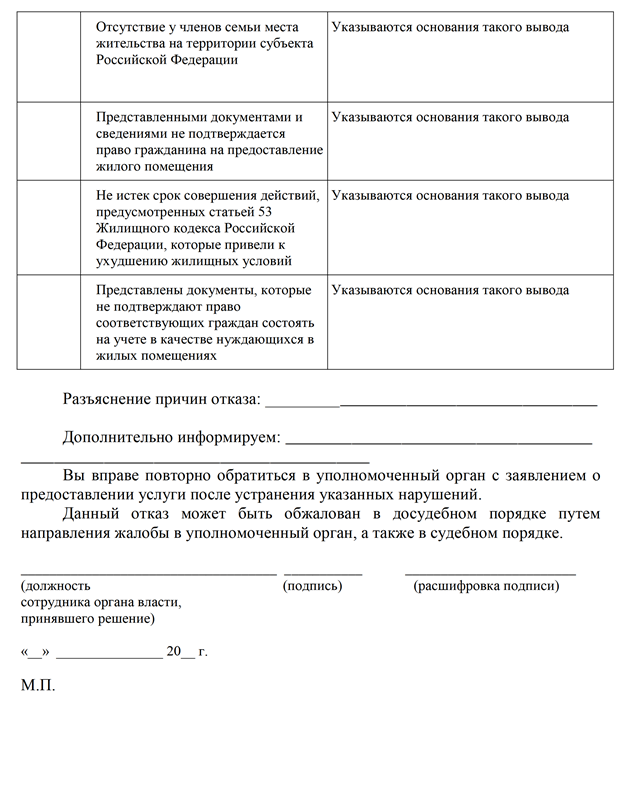 Отсутствие у членов семьи места
жительства на территории субъекта
Российской Федерации
Указываются основания такого вывода
Представленными документами и
сведениями не подтверждается
право гражданина на предоставление
жилого помещения
Указываются основания такого вывода
Не истек срок совершения действий,
предусмотренных статьей 53
Жилищного кодекса Российской
Федерации, которые привели к
ухудшению жилищных условий
Указываются основания такого вывода
Представлены документы, которые
не подтверждают право
соответствующих граждан состоять
на учете в качестве нуждающихся в
жилых помещениях
Указываются основания такого вывода
Разъяснение причин отказа: ________________________________________
Дополнительно информируем: ____________________________________
_________________________________________
Вы вправе повторно обратиться в уполномоченный орган с заявлением о
предоставлении услуги после устранения указанных нарушений.
Данный отказ может быть обжалован в досудебном порядке путем
направления жалобы в уполномоченный орган, а также в судебном порядке.
____________________________________ ___________ ________________________
(должность (подпись) (расшифровка подписи)
сотрудника органа власти,
принявшего решение)
«__» _______________ 20__ г.
М.П.